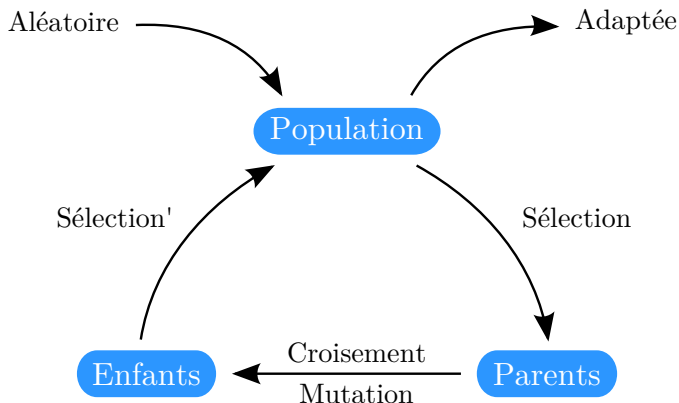 Aléatoire
Adaptée
Population
Sélection'
Sélection
Croisement
Enfants
Parents
Mutation